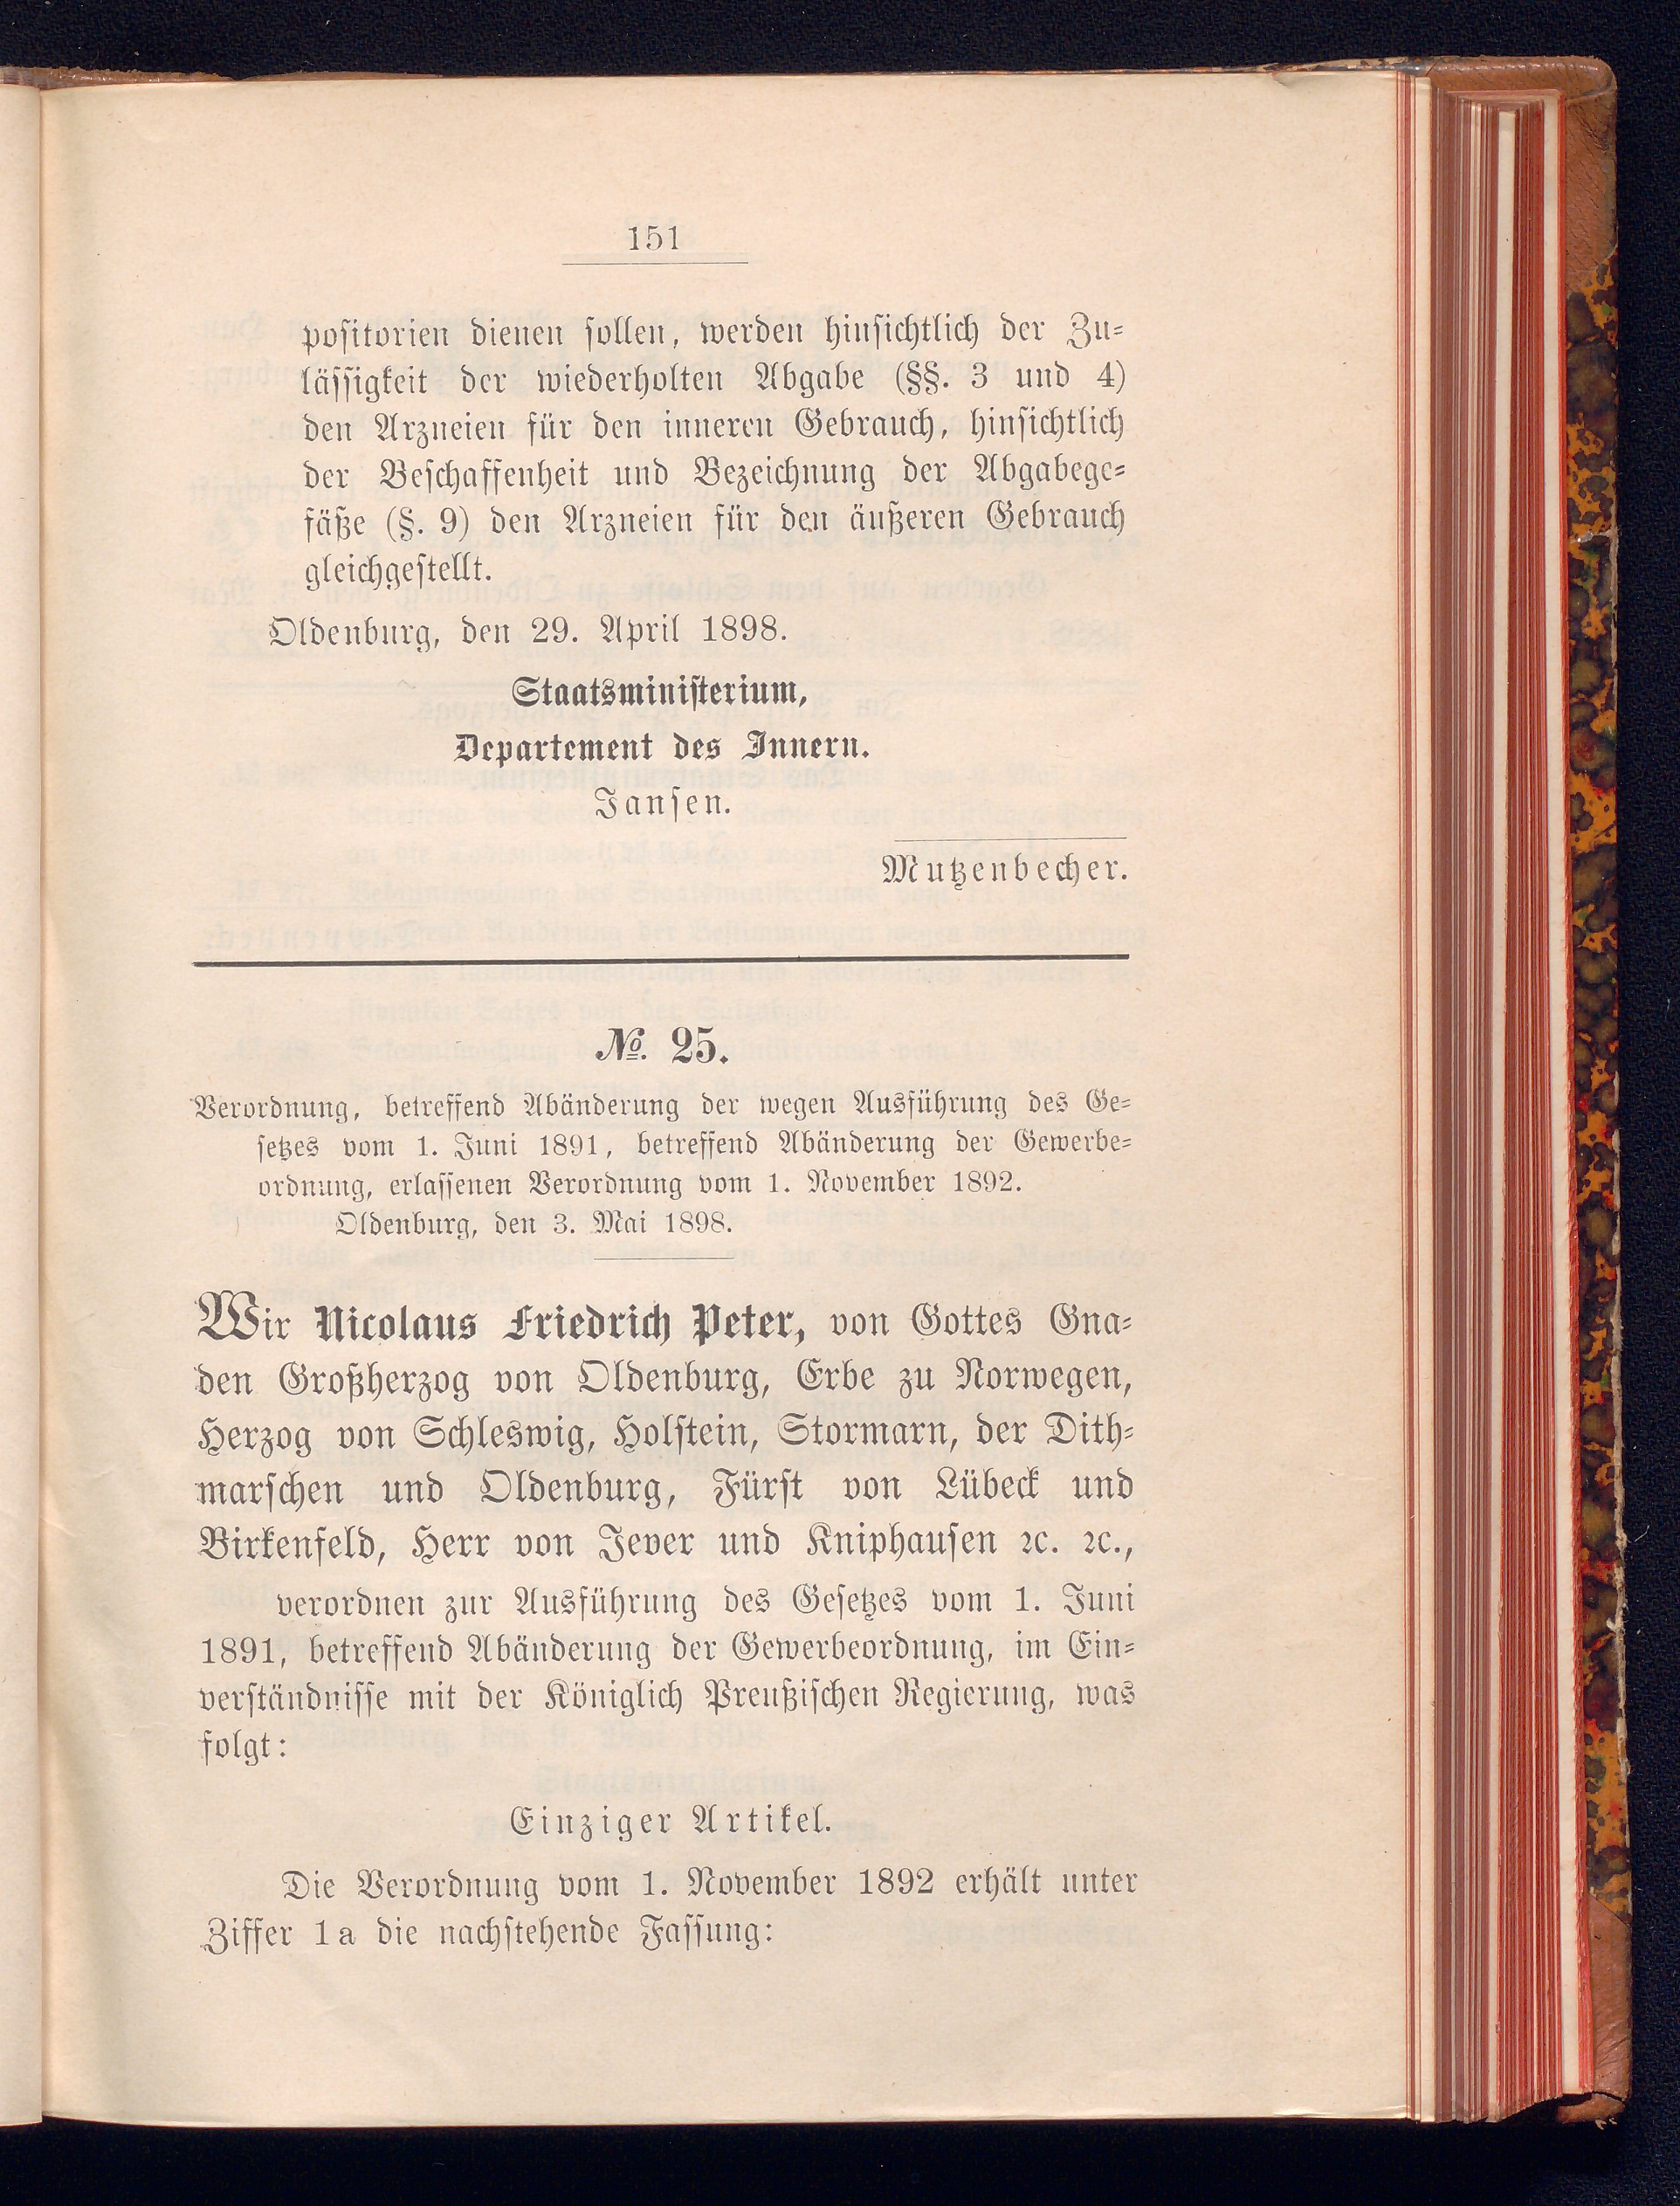 151
positorien dienen sollen, werden hinsichtlich der Zu-
lässigkeit der wiederholten Abgabe (§§. 3 und 4)
den Arzneien für den inneren Gebrauch, hinsichtlich
der Beschaffenheit und Bezeichnung der Abgabege-
fäße (§. 9) den Arzneien für den äußeren Gebrauch
gleichgestellt.
Oldenburg, den 29. April 1898.
Staatsministerium,
Departement des Innern.
Jansen.
Mutzenbecher.
№. 25.
Verordnung, betreffend Abänderung der wegen Ausführung des Ge-
setzes vom 1. Juni 1891, betreffend Abänderung der Gewerbe-
ordnung, erlassenen Verordnung vom 1. November 1892.
Oldenburg, den 3. Mai 1898.
Wir Nicolaus Friedrich Peter, von Gottes Gna-
den Großherzog von Oldenburg, Erbe zu Norwegen,
Herzog von Schleswig, Holstein, Stormarn, der Dith-
marschen und Oldenburg, Fürst von Lübeck und
Birkenfeld, Herr von Jever und Kniphausen ꝛc. ꝛc.,
verordnen zur Ausführung des Gesetzes vom 1. Juni
1891, betreffend Abänderung der Gewerbeordnung, im Ein-
verständnisse mit der Königlich Preußischen Regierung, was
folgt:
Einziger Artikel.
Die Verordnung vom 1. November 1892 erhält unter
Ziffer 1a die nachstehende Fassung: